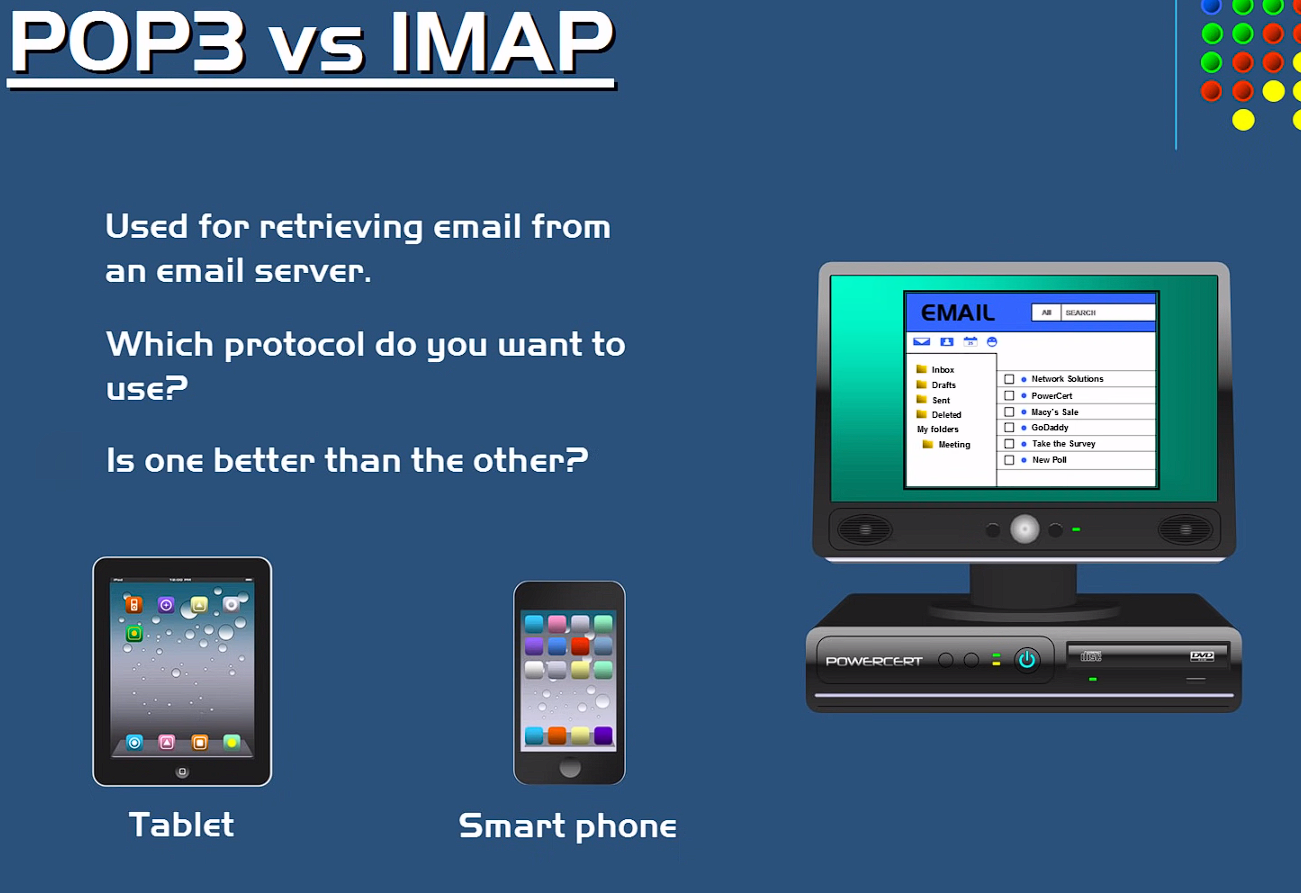 POP3 vs IMAP
Used for retrieving email from
an email server.
Which protocol do you want to
use?
Is one better than the other?
EMAIL
All SEARCH
Inbox
Drafts
Sent
Deleted
My folders
Meeting
Network Solutions
PowerCert
Macy's Sale
GoDaddy
Take the Survey
New Poll
POWERCERT
disc
DVD
Tablet
Smart phone